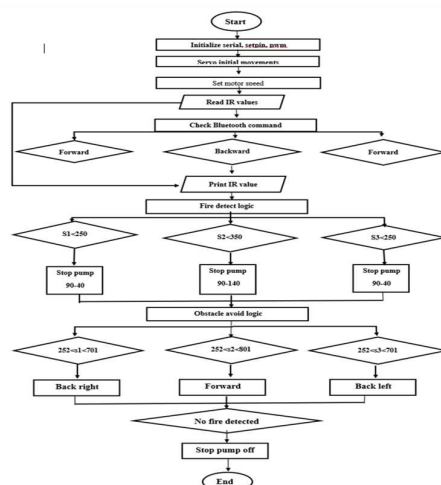 Start
Initialize serial, setpin, pwm.
Servo initial movements
Set motor speed
Read IR values
Check Bluetooth command
Forward
Backward
Forward
Print IR value
Fire detect logic
S1<250
S2<350
S3<250
Stop pump
90-40
Stop pump
90-140
Stop pump
90-40
Obstacle avoid logic
252<s1<701
252<s2<801
252<s3<701
Back right
Forward
Back left
No fire detected
Stop pump off
End